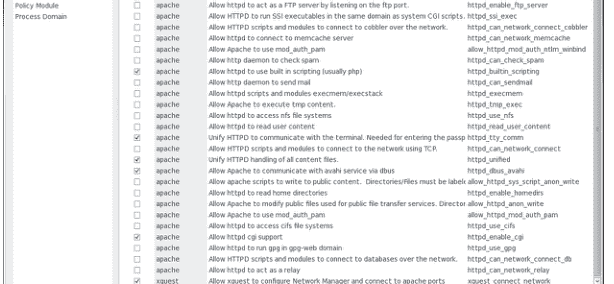 Policy Module
Process Domain
apache Allow httpd to act as a FTP server by listening on the ftp port. httpd_enable_ftp_server
apache Allow HTTPD to run SSI executables in the same domain as system CGI scripts. httpd_ssi_exec
apache Allow HTTPD scripts and modules to connect to cobbler over the network. httpd_can_network_connect_cobbler
apache Allow httpd to connect to memcache server httpd_can_network_memcache
apache Allow Apache to use mod_auth_pam allow_httpd_mod_auth_ntlm_winbind
apache Allow http daemon to check spam httpd_can_check_spam
apache Allow httpd to use built in scripting (usually php) httpd_builtin_scripting
apache Allow http daemon to send mail httpd_can_sendmail
apache Allow httpd scripts and modules execmem/execstack httpd_execmem
apache Allow Apache to execute tmp content. httpd_tmp_exec
apache Allow httpd to access nfs file systems httpd_use_nfs
apache Allow httpd to read user content httpd_read_user_content
apache Unify HTTPD to communicate with the terminal. Needed for entering the passp httpd_tty_comm
apache Allow HTTPD scripts and modules to connect to the network using TCP. httpd_can_network_connect
apache Unify HTTPD handling of all content files. httpd_unified
apache Allow Apache to communicate with avahi service via dbus httpd_dbus_avahi
apache Allow apache scripts to write to public content. Directories/Files must be label allow_httpd_sys_script_anon_write
apache Allow httpd to read home directories httpd_enable_homedirs
apache Allow Apache to modify public files used for public file transfer services. Director allow_httpd_anon_write
apache Allow Apache to use mod_auth_pam allow_httpd_mod_auth_pam
apache Allow httpd to access cifs file systems httpd_use_cifs
apache Allow httpd cgi support httpd_enable_cgi
apache Allow httpd to run gpg in gpg-web domain httpd_use_gpg
apache Allow HTTPD scripts and modules to connect to databases over the network. httpd_can_network_connect_db
apache Allow httpd to act as a relay httpd_can_network_relay
xguest Allow xguest to configure Network Manager and connect to apache ports xguest_connect_network